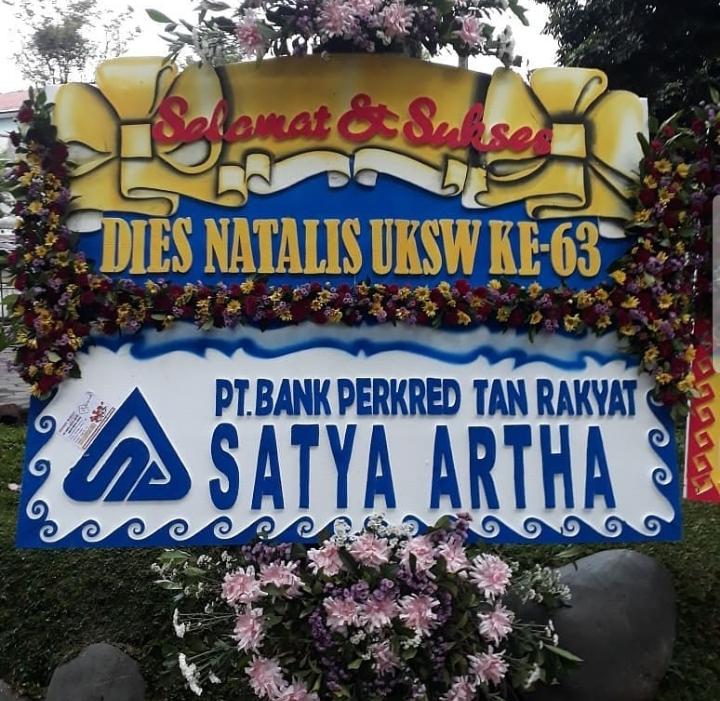 Selamat & Sukses
DIES NATALIS UKSW KE-63
PT.BANK PERKRED TAN RAKYAT
SATYA ARTHA